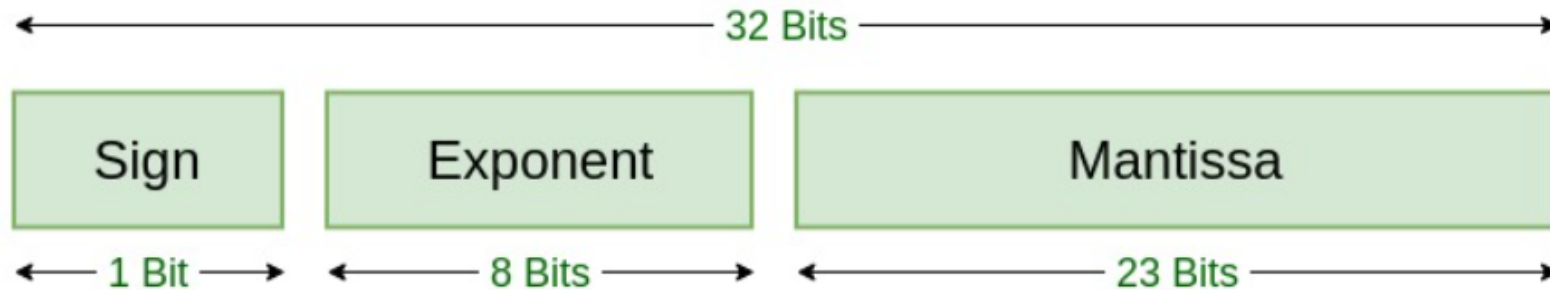 32 Bits
Sign Exponent Mantissa
1 Bit 8 Bits 23 Bits